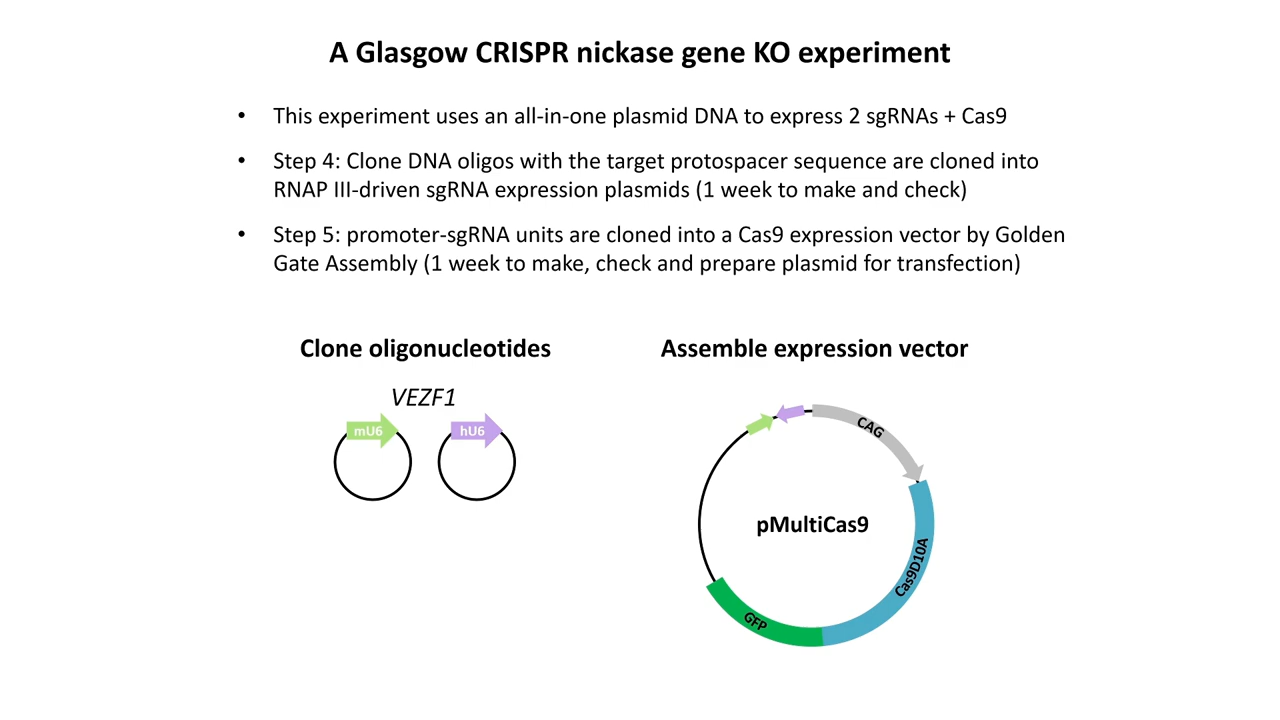 A Glasgow CRISPR nickase gene KO experiment
• This experiment uses an all-in-one plasmid DNA to express 2 sgRNAs + Cas9
• Step 4: Clone DNA oligos with the target protospacer sequence are cloned into
RNAP III-driven sgRNA expression plasmids (1 week to make and check)
• Step 5: promoter-sgRNA units are cloned into a Cas9 expression vector by Golden
Gate Assembly (1 week to make, check and prepare plasmid for transfection)
Clone oligonucleotides
VEZF1
mU6
hU6
Assemble expression vector
CAG
pMultiCas9
Cas9D10A
GFP